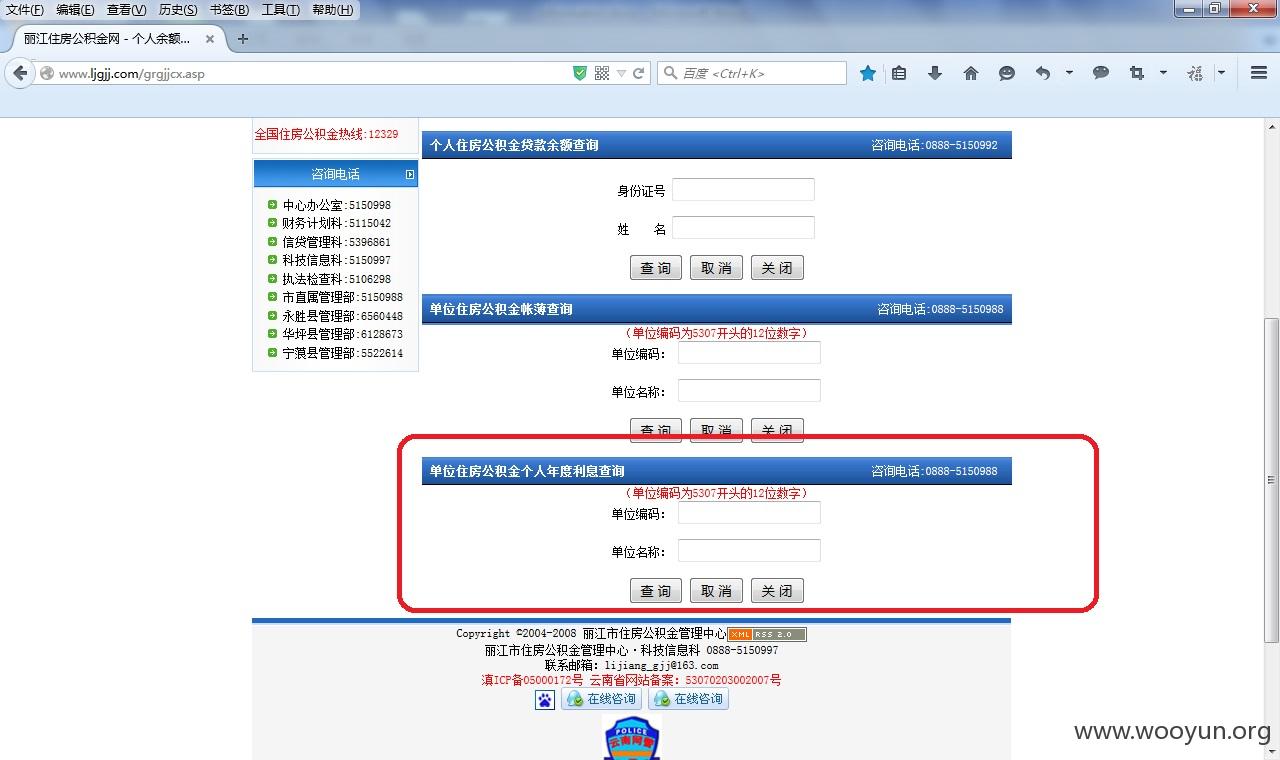 文件(F) 编辑(E) 查看(V) 历史(S) 书签(B) 工具(T) 帮助(H)
丽江住房公积金网 - 个人余额...
www.ljgjj.com/grgjjcx.asp
百度 <Ctrl+K>
全国住房公积金热线:12329
咨询电话
中心办公室:5150998
财务计划科:5115042
信贷管理科:5396861
科技信息科:5150997
执法检查科:5106298
市直属管理部:5150988
永胜县管理部:6560448
华坪县管理部:6128673
宁蒗县管理部:5522614
个人住房公积金贷款余额查询 咨询电话:0888-5150992
身份证号
姓 名
查 询 取 消 关 闭
单位住房公积金帐薄查询 咨询电话:0888-5150988
（单位编码为5307开头的12位数字）
单位编码：
单位名称：
查 询 取 消 关 闭
单位住房公积金个人年度利息查询 咨询电话:0888-5150988
（单位编码为5307开头的12位数字）
单位编码：
单位名称：
查 询 取 消 关 闭
Copyright ©2004-2008 丽江市住房公积金管理中心 XML RSS 2.0
丽江市住房公积金管理中心·科技信息科 0888-5150997
联系邮箱：lijiang_gjj@163.com
滇ICP备05000172号 云南省网站备案：53070203002007号
在线咨询 在线咨询
POLICE
云南网警
www.wooyun.org